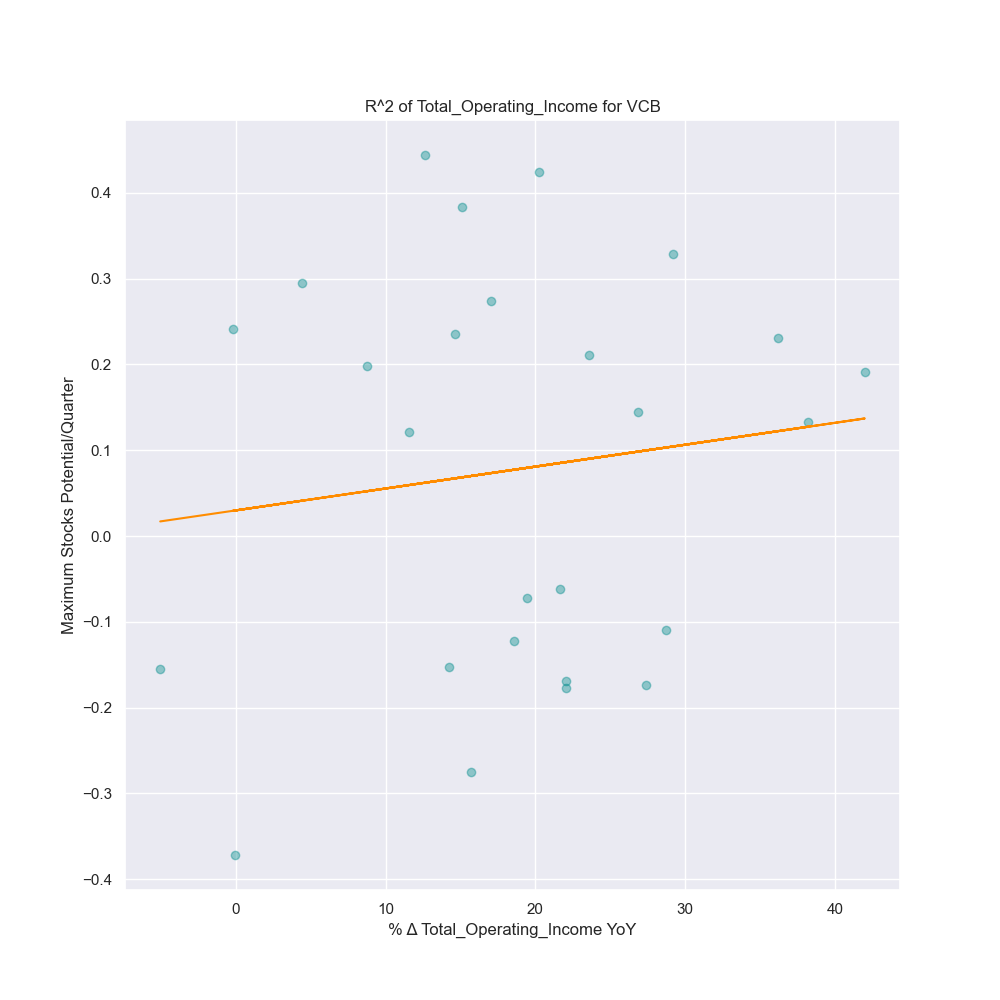 R^2 of Total_Operating_Income for VCB
Maximum Stocks Potential/Quarter
0.4
0.3
0.2
0.1
0.0
−0.1
−0.2
−0.3
−0.4
0 10 20 30 40
% Δ Total_Operating_Income YoY